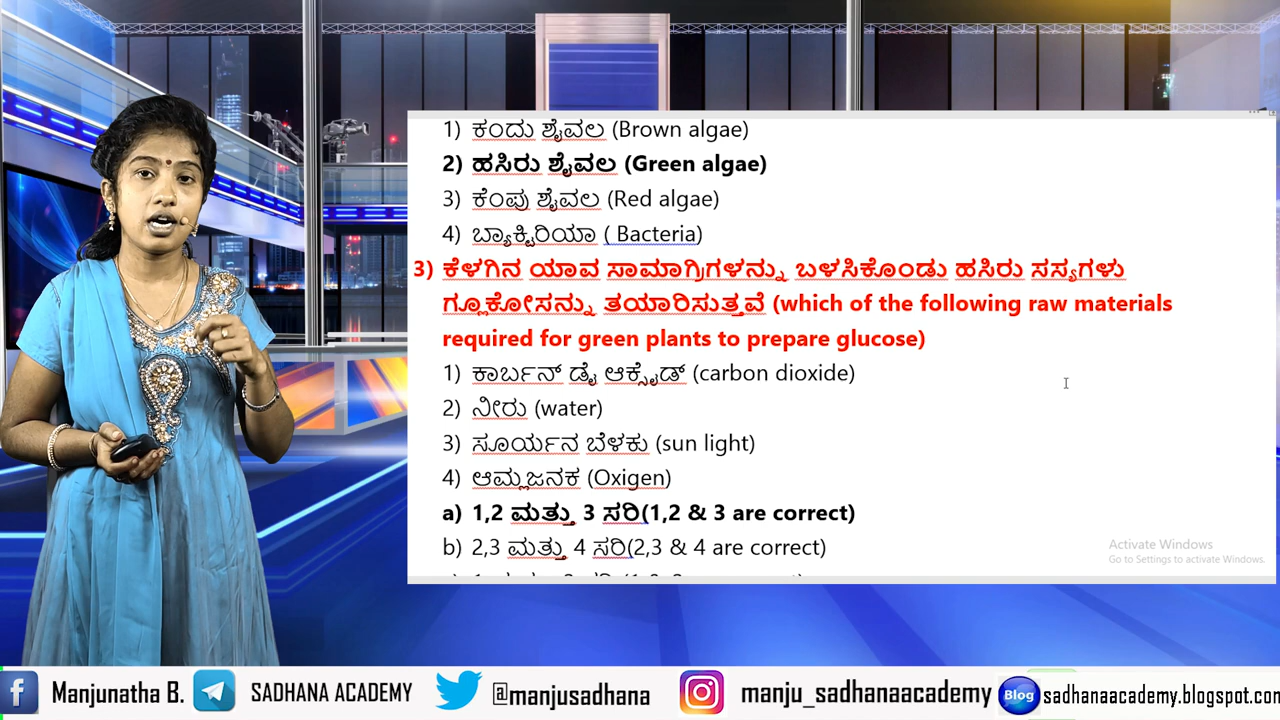 1) ಕಂದು ಶೈವಲ (Brown algae)
2) ಹಸಿರು ಶೈವಲ (Green algae)
3) ಕೆಂಪು ಶೈವಲ (Red algae)
4) ಬ್ಯಾಕ್ಟಿರಿಯಾ ( Bacteria)
3) ಕೆಳಗಿನ ಯಾವ ಸಾಮಾಗ್ರಿಗಳನ್ನು ಬಳಸಿಕೊಂಡು ಹಸಿರು ಸಸ್ಯಗಳು
ಗ್ಲೂಕೋಸನ್ನು ತಯಾರಿಸುತ್ತವೆ (which of the following raw materials
required for green plants to prepare glucose)
1) ಕಾರ್ಬನ್ ಡೈ ಆಕ್ಸೈಡ್ (carbon dioxide)
2) ನೀರು (water)
3) ಸೂರ್ಯನ ಬೆಳಕು (sun light)
4) ಆಮ್ಲಜನಕ (Oxigen)
a) 1,2 ಮತ್ತು 3 ಸರಿ(1,2 & 3 are correct)
b) 2,3 ಮತ್ತು 4 ಸರಿ(2,3 & 4 are correct)
Activate Windows
Go to Settings to activate Windows.
Manjunatha B. SADHANA ACADEMY @manjusadhana manju_sadhanaacademy Blog sadhanaacademy.blogspot.com